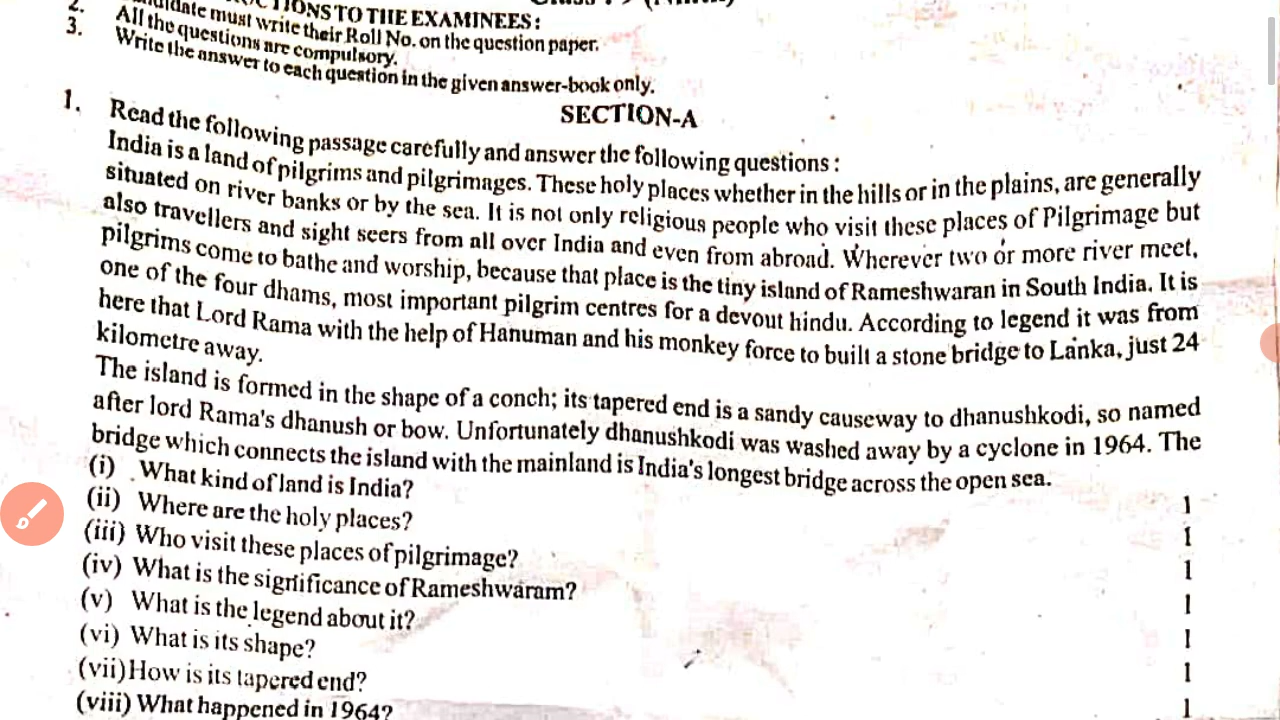 TIONS TO THE EXAMINEES:
2. must write their Roll No. on the question paper.
All the questions are compulsory.
3. Write the answer to each question in the given answer-book only.
SECTION-A
1. Read the following passage carefully and answer the following questions :
India is a land of pilgrims and pilgrimages. These holy places whether in the hills or in the plains, are generally
situated on river banks or by the sea. It is not only religious people who visit these places of Pilgrimage but
also travellers and sight seers from all over India and even from abroad. Wherever two or more river meet,
pilgrims come to bathe and worship, because that place is the tiny island of Rameshwaran in South India. It is
one of the four dhams, most important pilgrim centres for a devout hindu. According to legend it was from
here that Lord Rama with the help of Hanuman and his monkey force to built a stone bridge to Lanka, just 24
kilometre away.
The island is formed in the shape of a conch; its tapered end is a sandy causeway to dhanushkodi, so named
after lord Rama's dhanush or bow. Unfortunately dhanushkodi was washed away by a cyclone in 1964. The
bridge which connects the island with the mainland is India's longest bridge across the open sea.
(i) What kind of land is India? 1
(ii) Where are the holy places? 1
(iii) Who visit these places of pilgrimage? 1
(iv) What is the significance of Rameshwaram? 1
(v) What is the legend about it? 1
(vi) What is its shape? 1
(vii) How is its tapered end? 1
(viii) What happened in 1964?